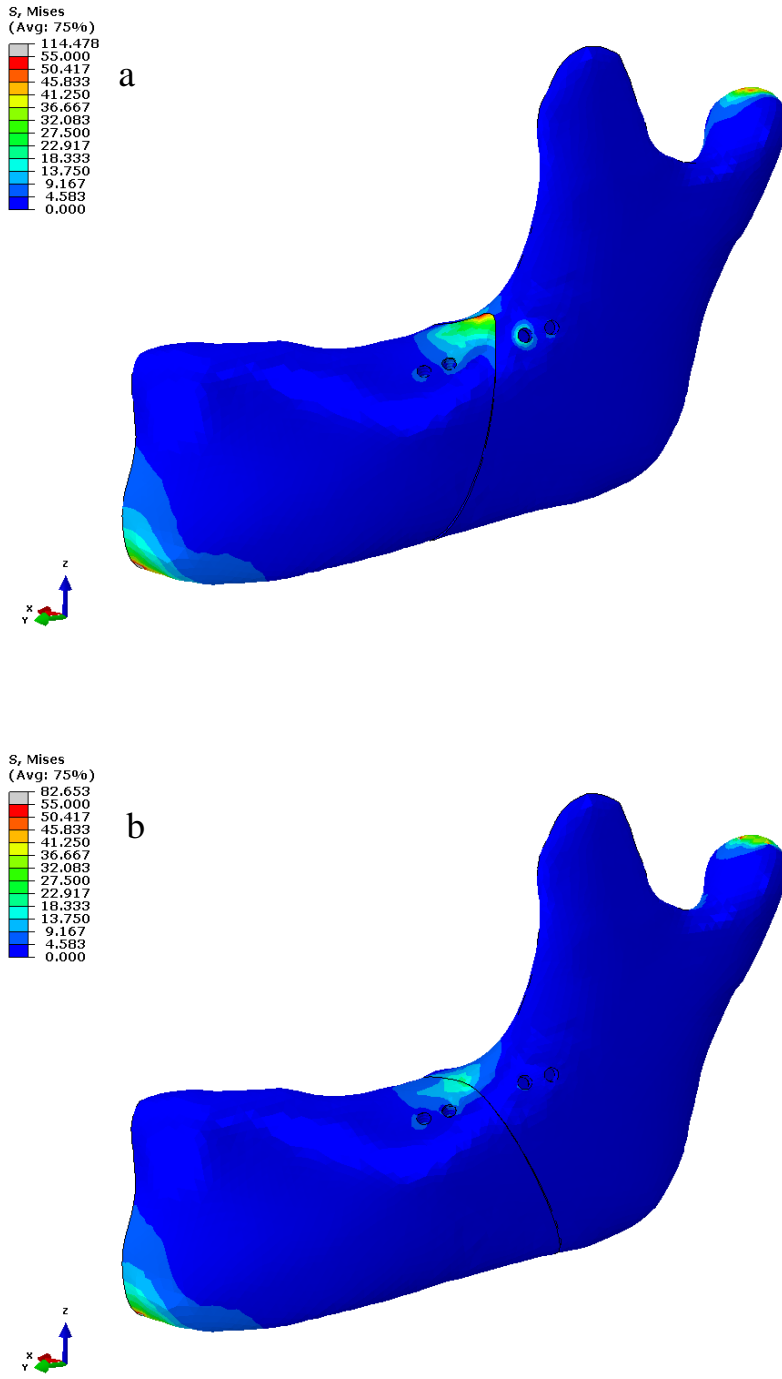 S, Mises
(Avg: 75%)
114.478
55.000
50.417
45.833
41.250
36.667
32.083
27.500
22.917
18.333
13.750
9.167
4.583
0.000
a
Z
X
Y
S, Mises
(Avg: 75%)
82.653
55.000
50.417
45.833
41.250
36.667
32.083
27.500
22.917
18.333
13.750
9.167
4.583
0.000
b
Z
X
Y